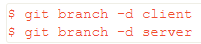 $ git branch -d client
$ git branch -d server